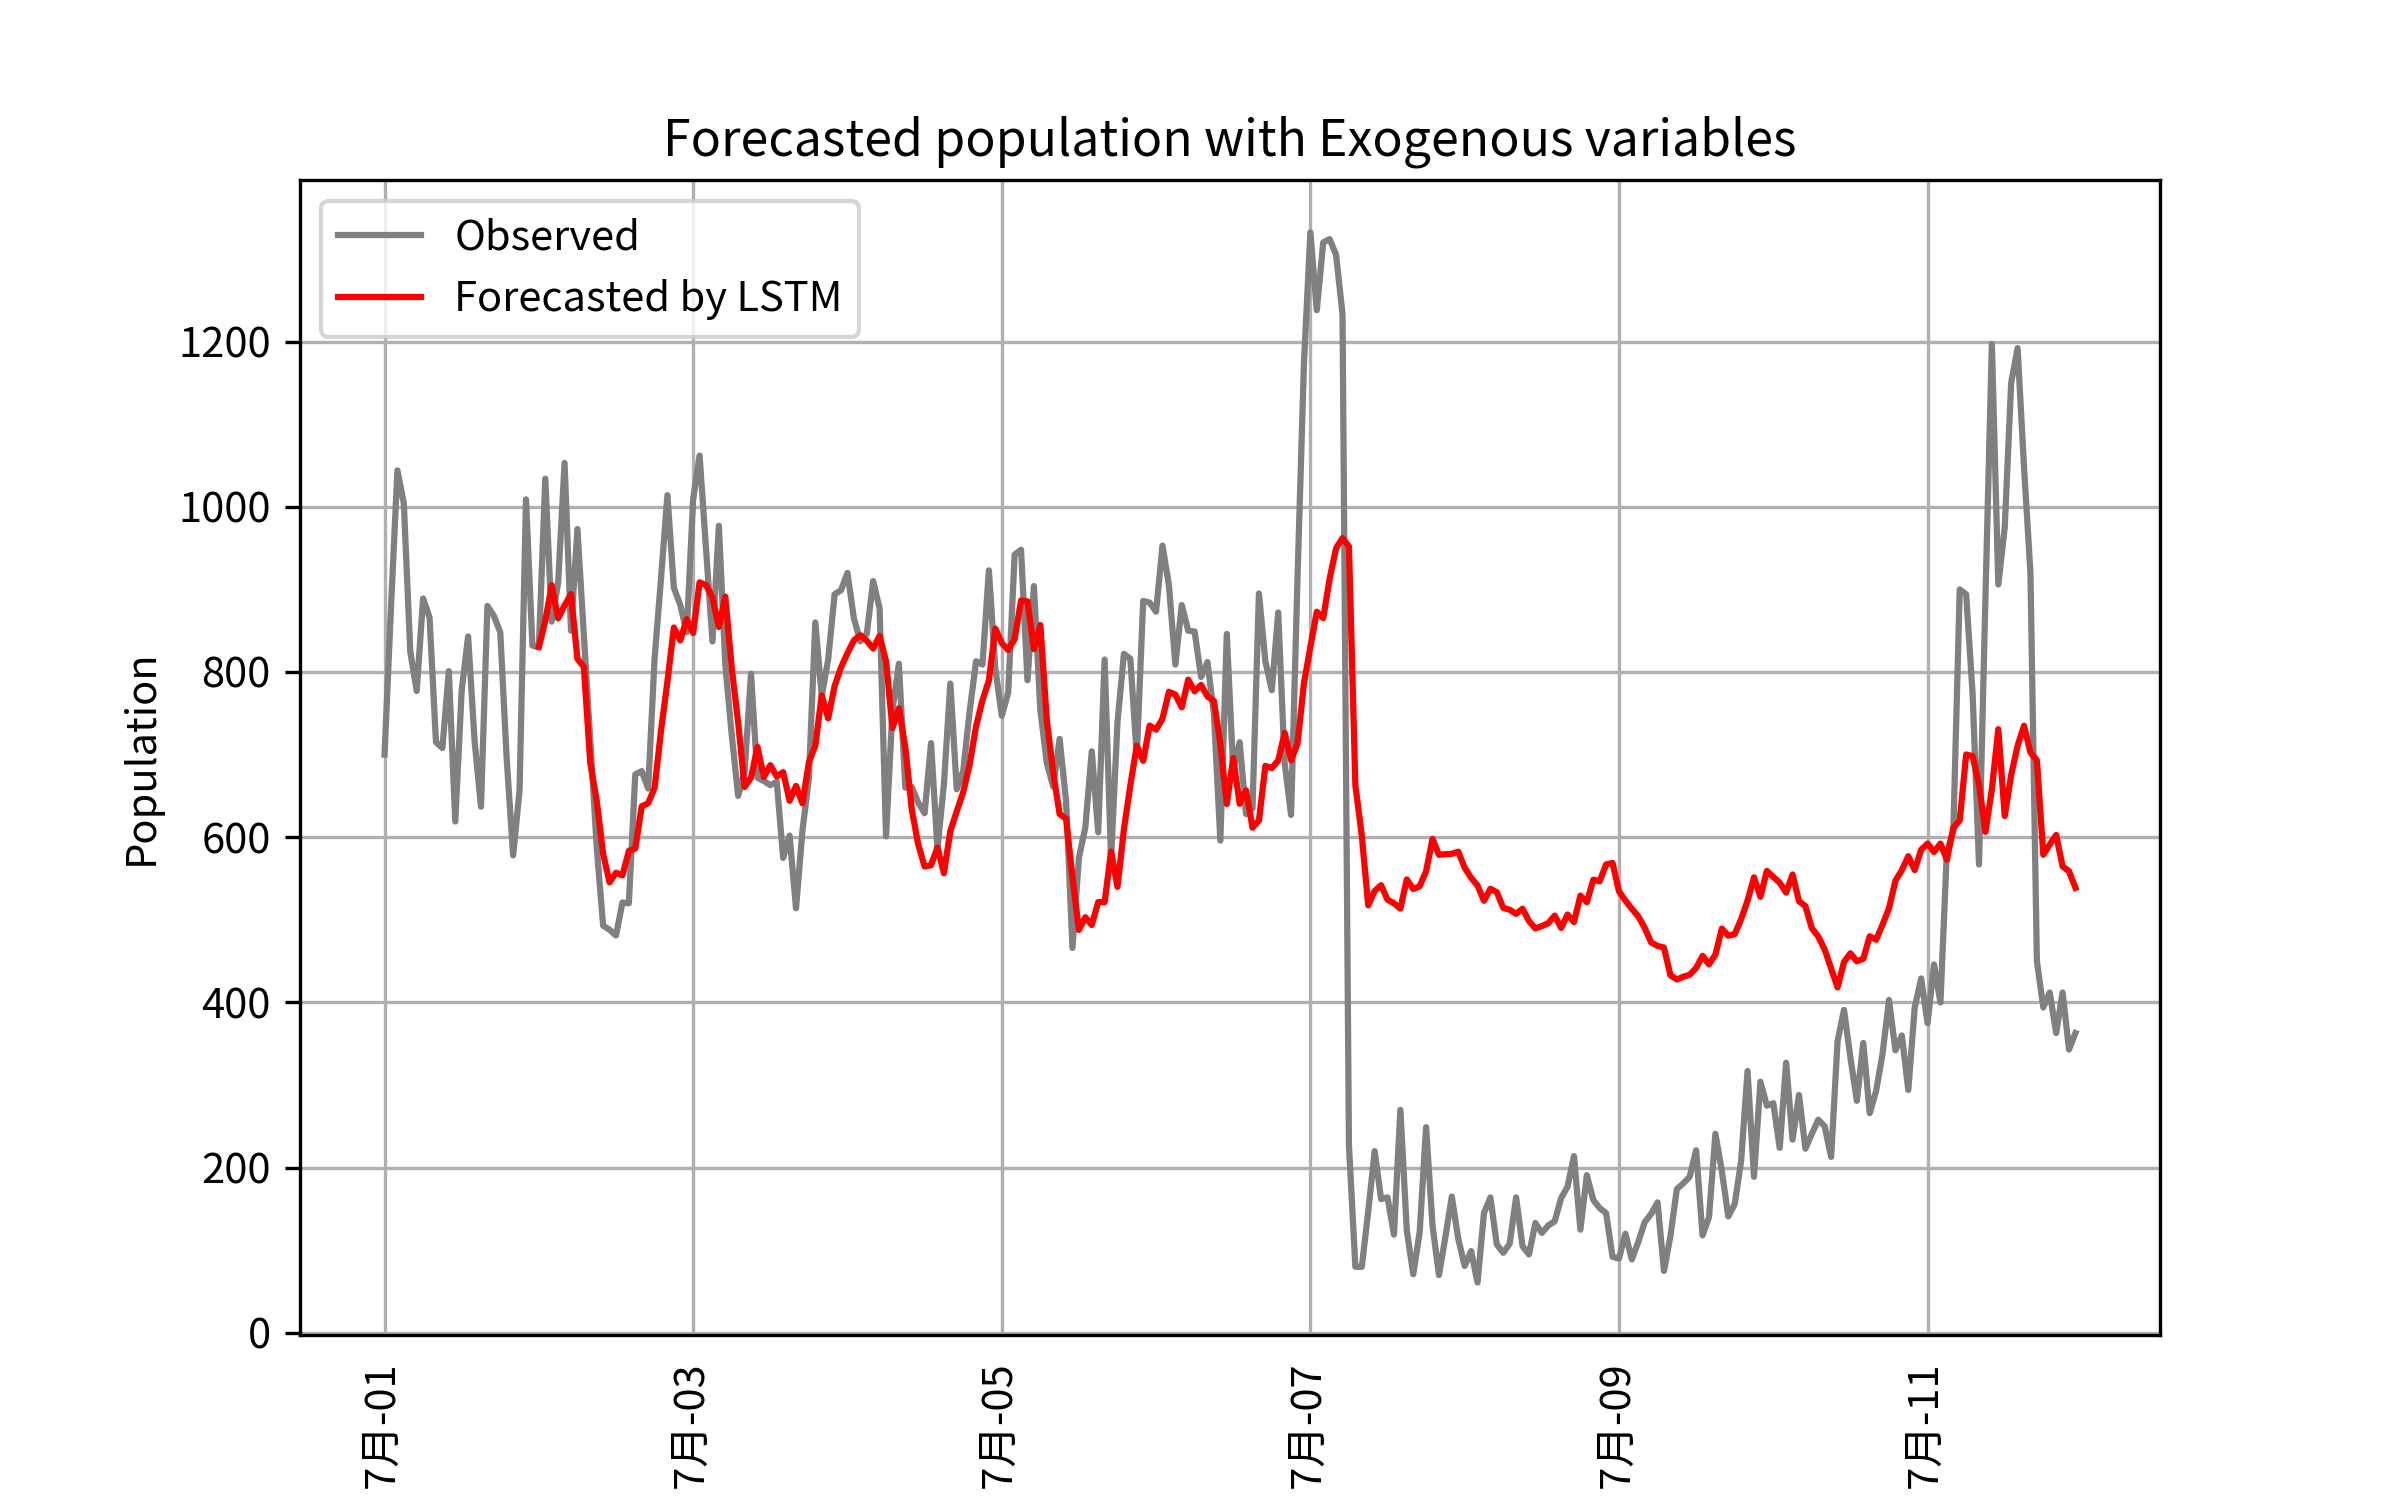 Forecasted population with Exogenous variables
Observed
Forecasted by LSTM
Population
1200
1000
800
600
400
200
0
7月-01
7月-03
7月-05
7月-07
7月-09
7月-11